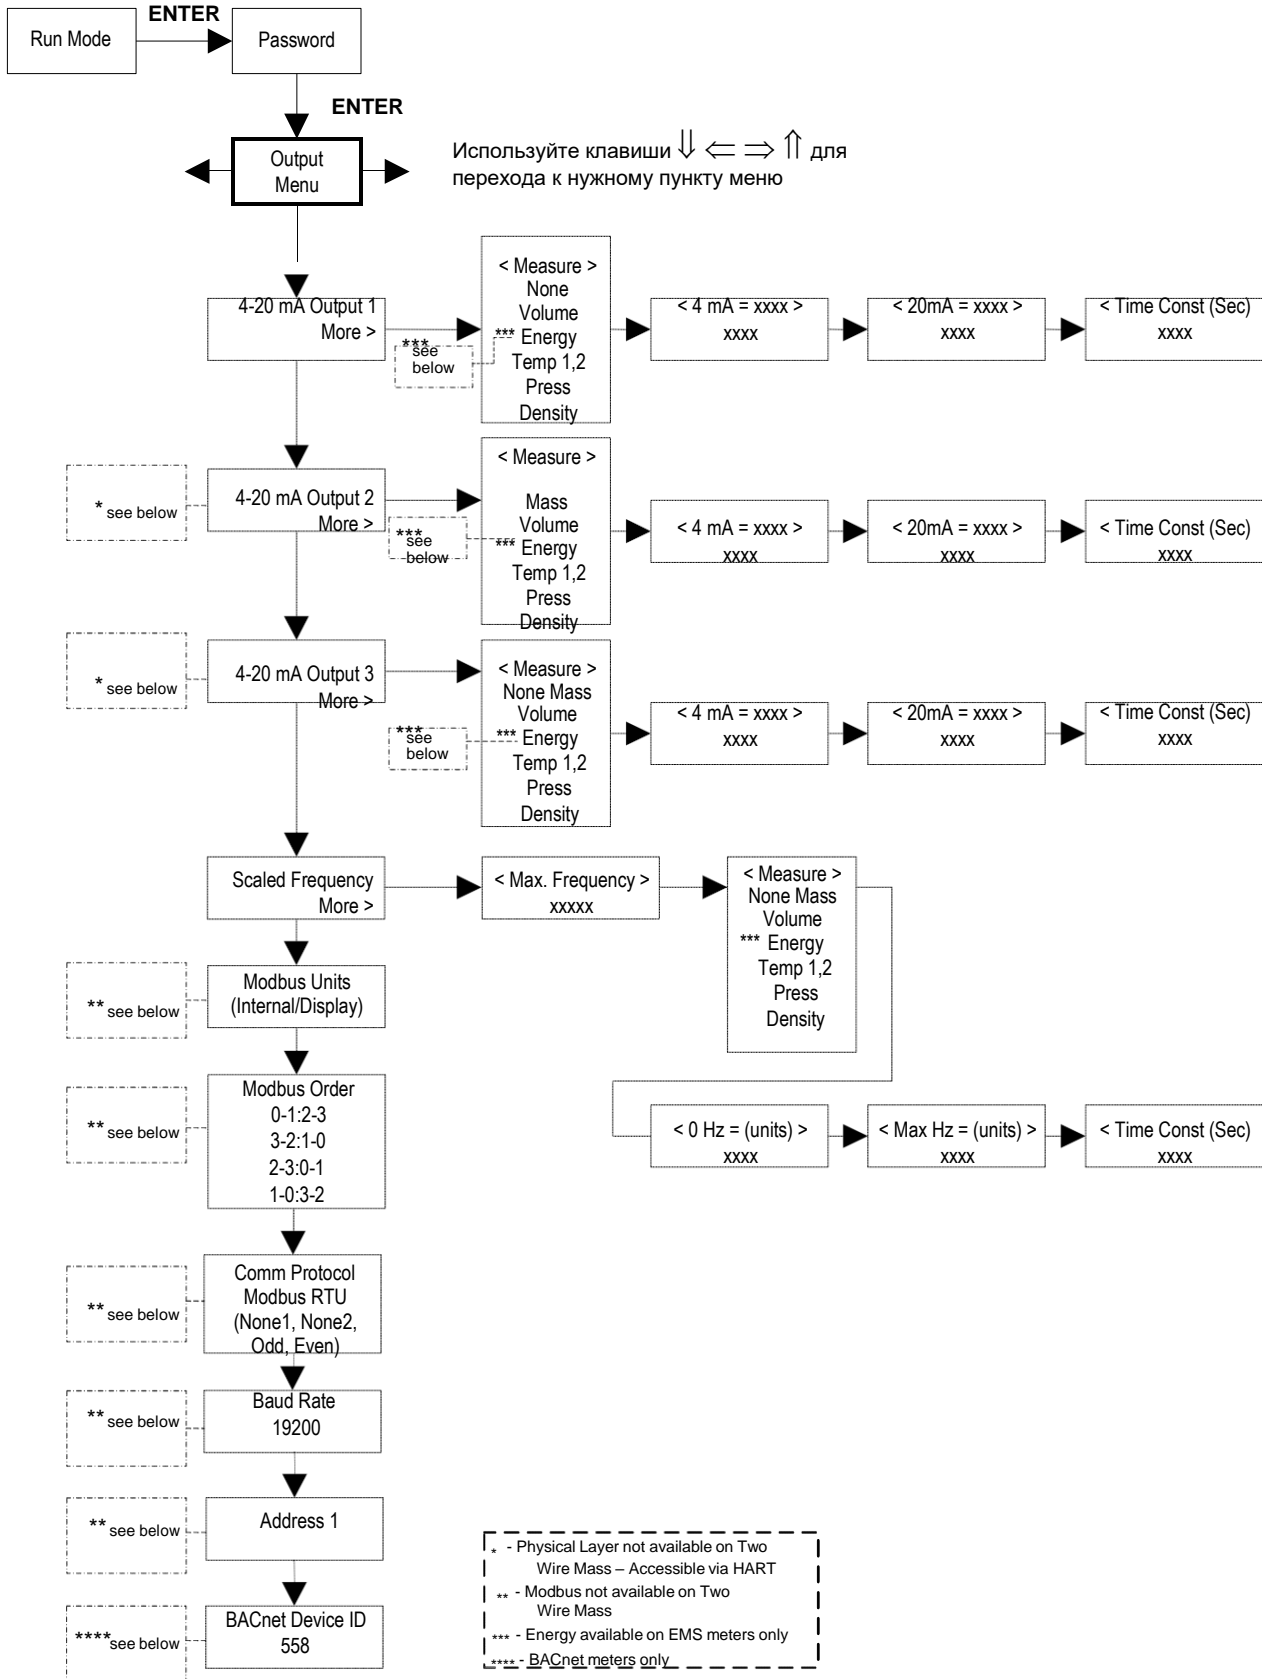 ENTER
Run Mode
Password
ENTER
Output
Menu
Используйте клавиши ⇓ ⇐ ⇒ ⇑ для
перехода к нужному пункту меню
4-20 mA Output 1
More >
*** see
below
< Measure >
None
Volume
*** Energy
Temp 1,2
Press
Density
< 4 mA = xxxx >
xxxx
< 20mA = xxxx >
xxxx
< Time Const (Sec)
xxxx
* see below
4-20 mA Output 2
More >
*** see
below
< Measure >
Mass
Volume
*** Energy
Temp 1,2
Press
Density
< 4 mA = xxxx >
xxxx
< 20mA = xxxx >
xxxx
< Time Const (Sec)
xxxx
* see below
4-20 mA Output 3
More >
*** see
below
< Measure >
None Mass
Volume
*** Energy
Temp 1,2
Press
Density
< 4 mA = xxxx >
xxxx
< 20mA = xxxx >
xxxx
< Time Const (Sec)
xxxx
Scaled Frequency
More >
< Max. Frequency >
xxxxx
< Measure >
None Mass
Volume
*** Energy
Temp 1,2
Press
Density
< 0 Hz = (units) >
xxxx
< Max Hz = (units) >
xxxx
< Time Const (Sec)
xxxx
** see below
Modbus Units
(Internal/Display)
** see below
Modbus Order
0-1:2-3
3-2:1-0
2-3:0-1
1-0:3-2
** see below
Comm Protocol
Modbus RTU
(None1, None2,
Odd, Even)
** see below
Baud Rate
19200
** see below
Address 1
**** see below
BACnet Device ID
558
* - Physical Layer not available on Two
Wire Mass – Accessible via HART
** - Modbus not available on Two
Wire Mass
*** - Energy available on EMS meters only
**** - BACnet meters only